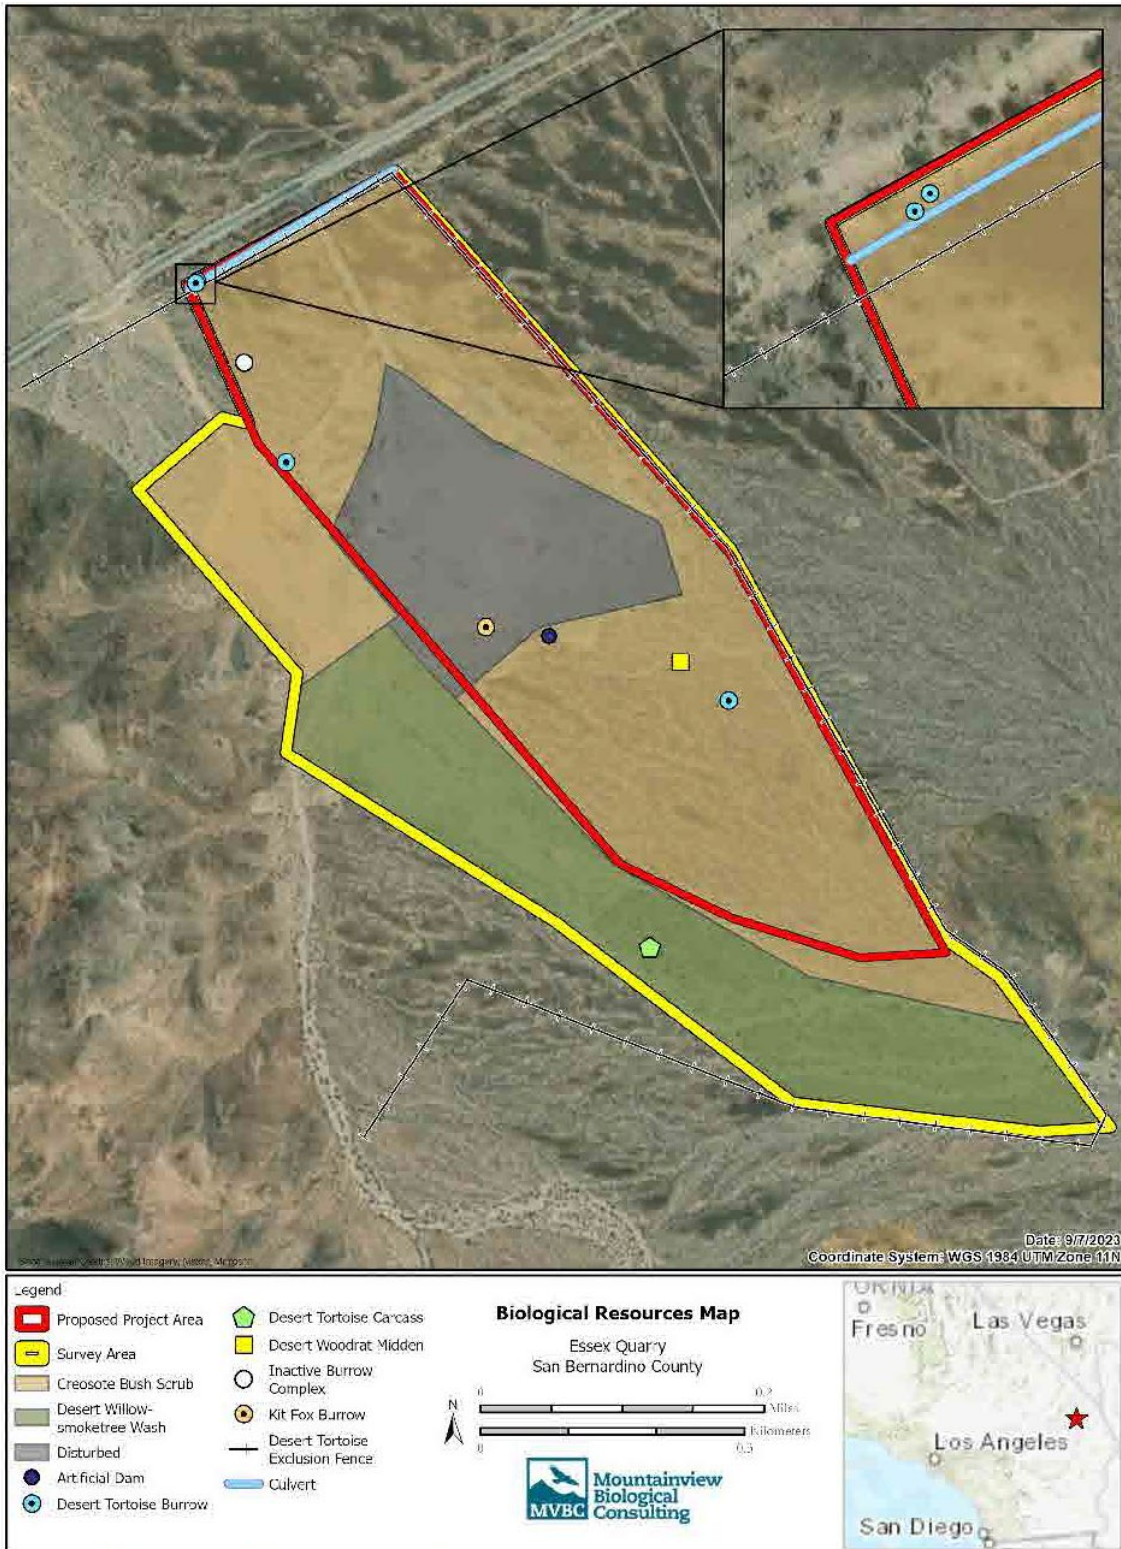 Date: 9/7/2023
Coordinate System: WGS 1984 UTM Zone 11N
Legend
Proposed Project Area
Survey Area
Creosote Bush Scrub
Desert Willow-
smoketree Wash
Disturbed
Artificial Dam
Desert Tortoise Burrow
Desert Tortoise Carcass
Desert Woodrat Midden
Inactive Burrow
Complex
Kit Fox Burrow
Desert Tortoise
Exclusion Fence
Culvert
Biological Resources Map
Essex Quarry
San Bernardino County
N
0 0.2
Miles
Kilometers
0 0.3
MVBC
Mountainview
Biological
Consulting
Fresno
Las Vegas
Los Angeles
San Diego